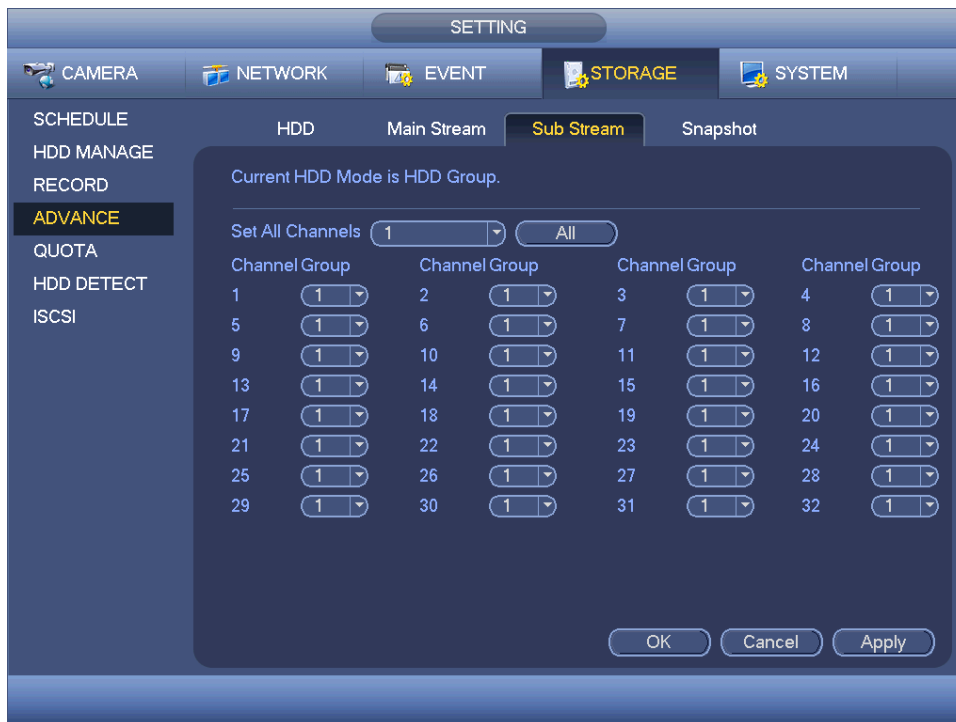 SETTING
CAMERA NETWORK EVENT STORAGE SYSTEM
SCHEDULE
HDD MANAGE
RECORD
ADVANCE
QUOTA
HDD DETECT
ISCSI
HDD Main Stream Sub Stream Snapshot
Current HDD Mode is HDD Group.
Set All Channels 1 All
Channel Group Channel Group Channel Group Channel Group
1 1 2 1 3 1 4 1
5 1 6 1 7 1 8 1
9 1 10 1 11 1 12 1
13 1 14 1 15 1 16 1
17 1 18 1 19 1 20 1
21 1 22 1 23 1 24 1
25 1 26 1 27 1 28 1
29 1 30 1 31 1 32 1
OK Cancel Apply